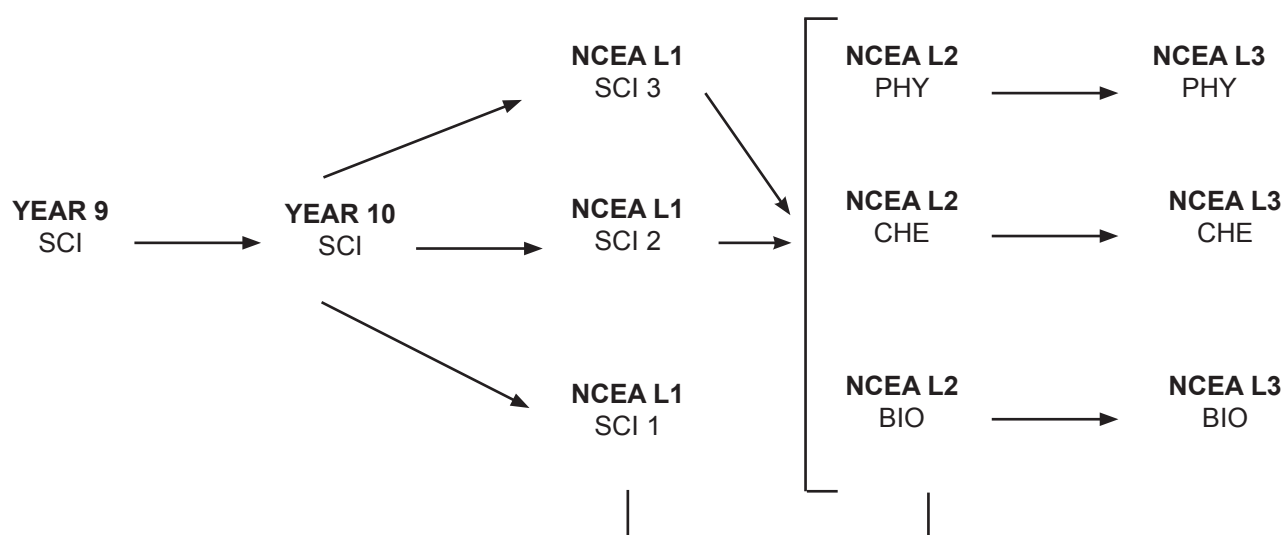 YEAR 9
SCI
YEAR 10
SCI
NCEA L1
SCI 3
NCEA L1
SCI 2
NCEA L1
SCI 1
NCEA L2
PHY
NCEA L2
CHE
NCEA L2
BIO
NCEA L3
PHY
NCEA L3
CHE
NCEA L3
BIO